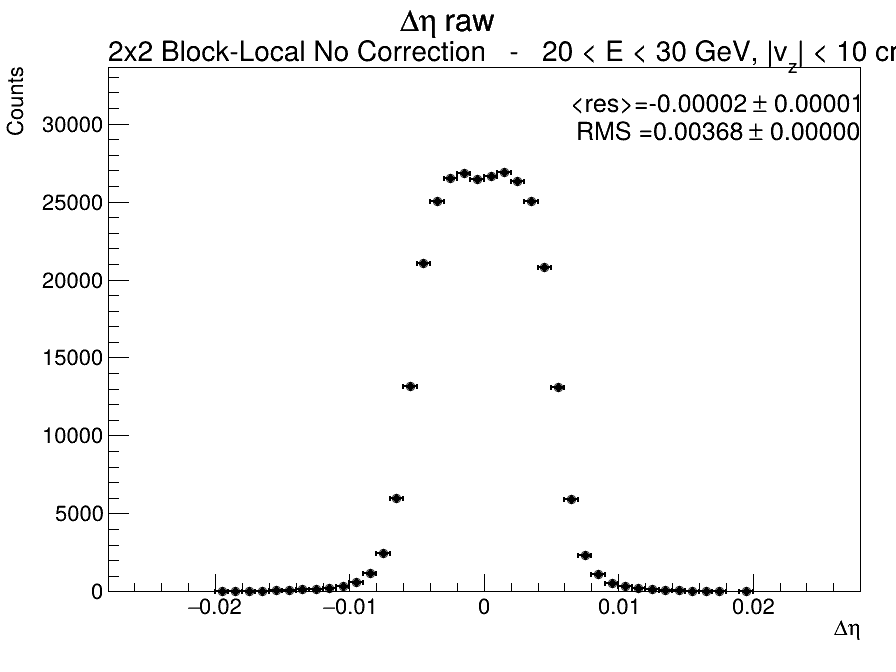 Δη raw
2x2 Block-Local No Correction - 20 < E < 30 GeV, |v_z| < 10 cm
<res>=-0.00002 ± 0.00001
RMS =0.00368 ± 0.00000
Counts
30000
25000
20000
15000
10000
5000
0
−0.02 −0.01 0 0.01 0.02
Δη